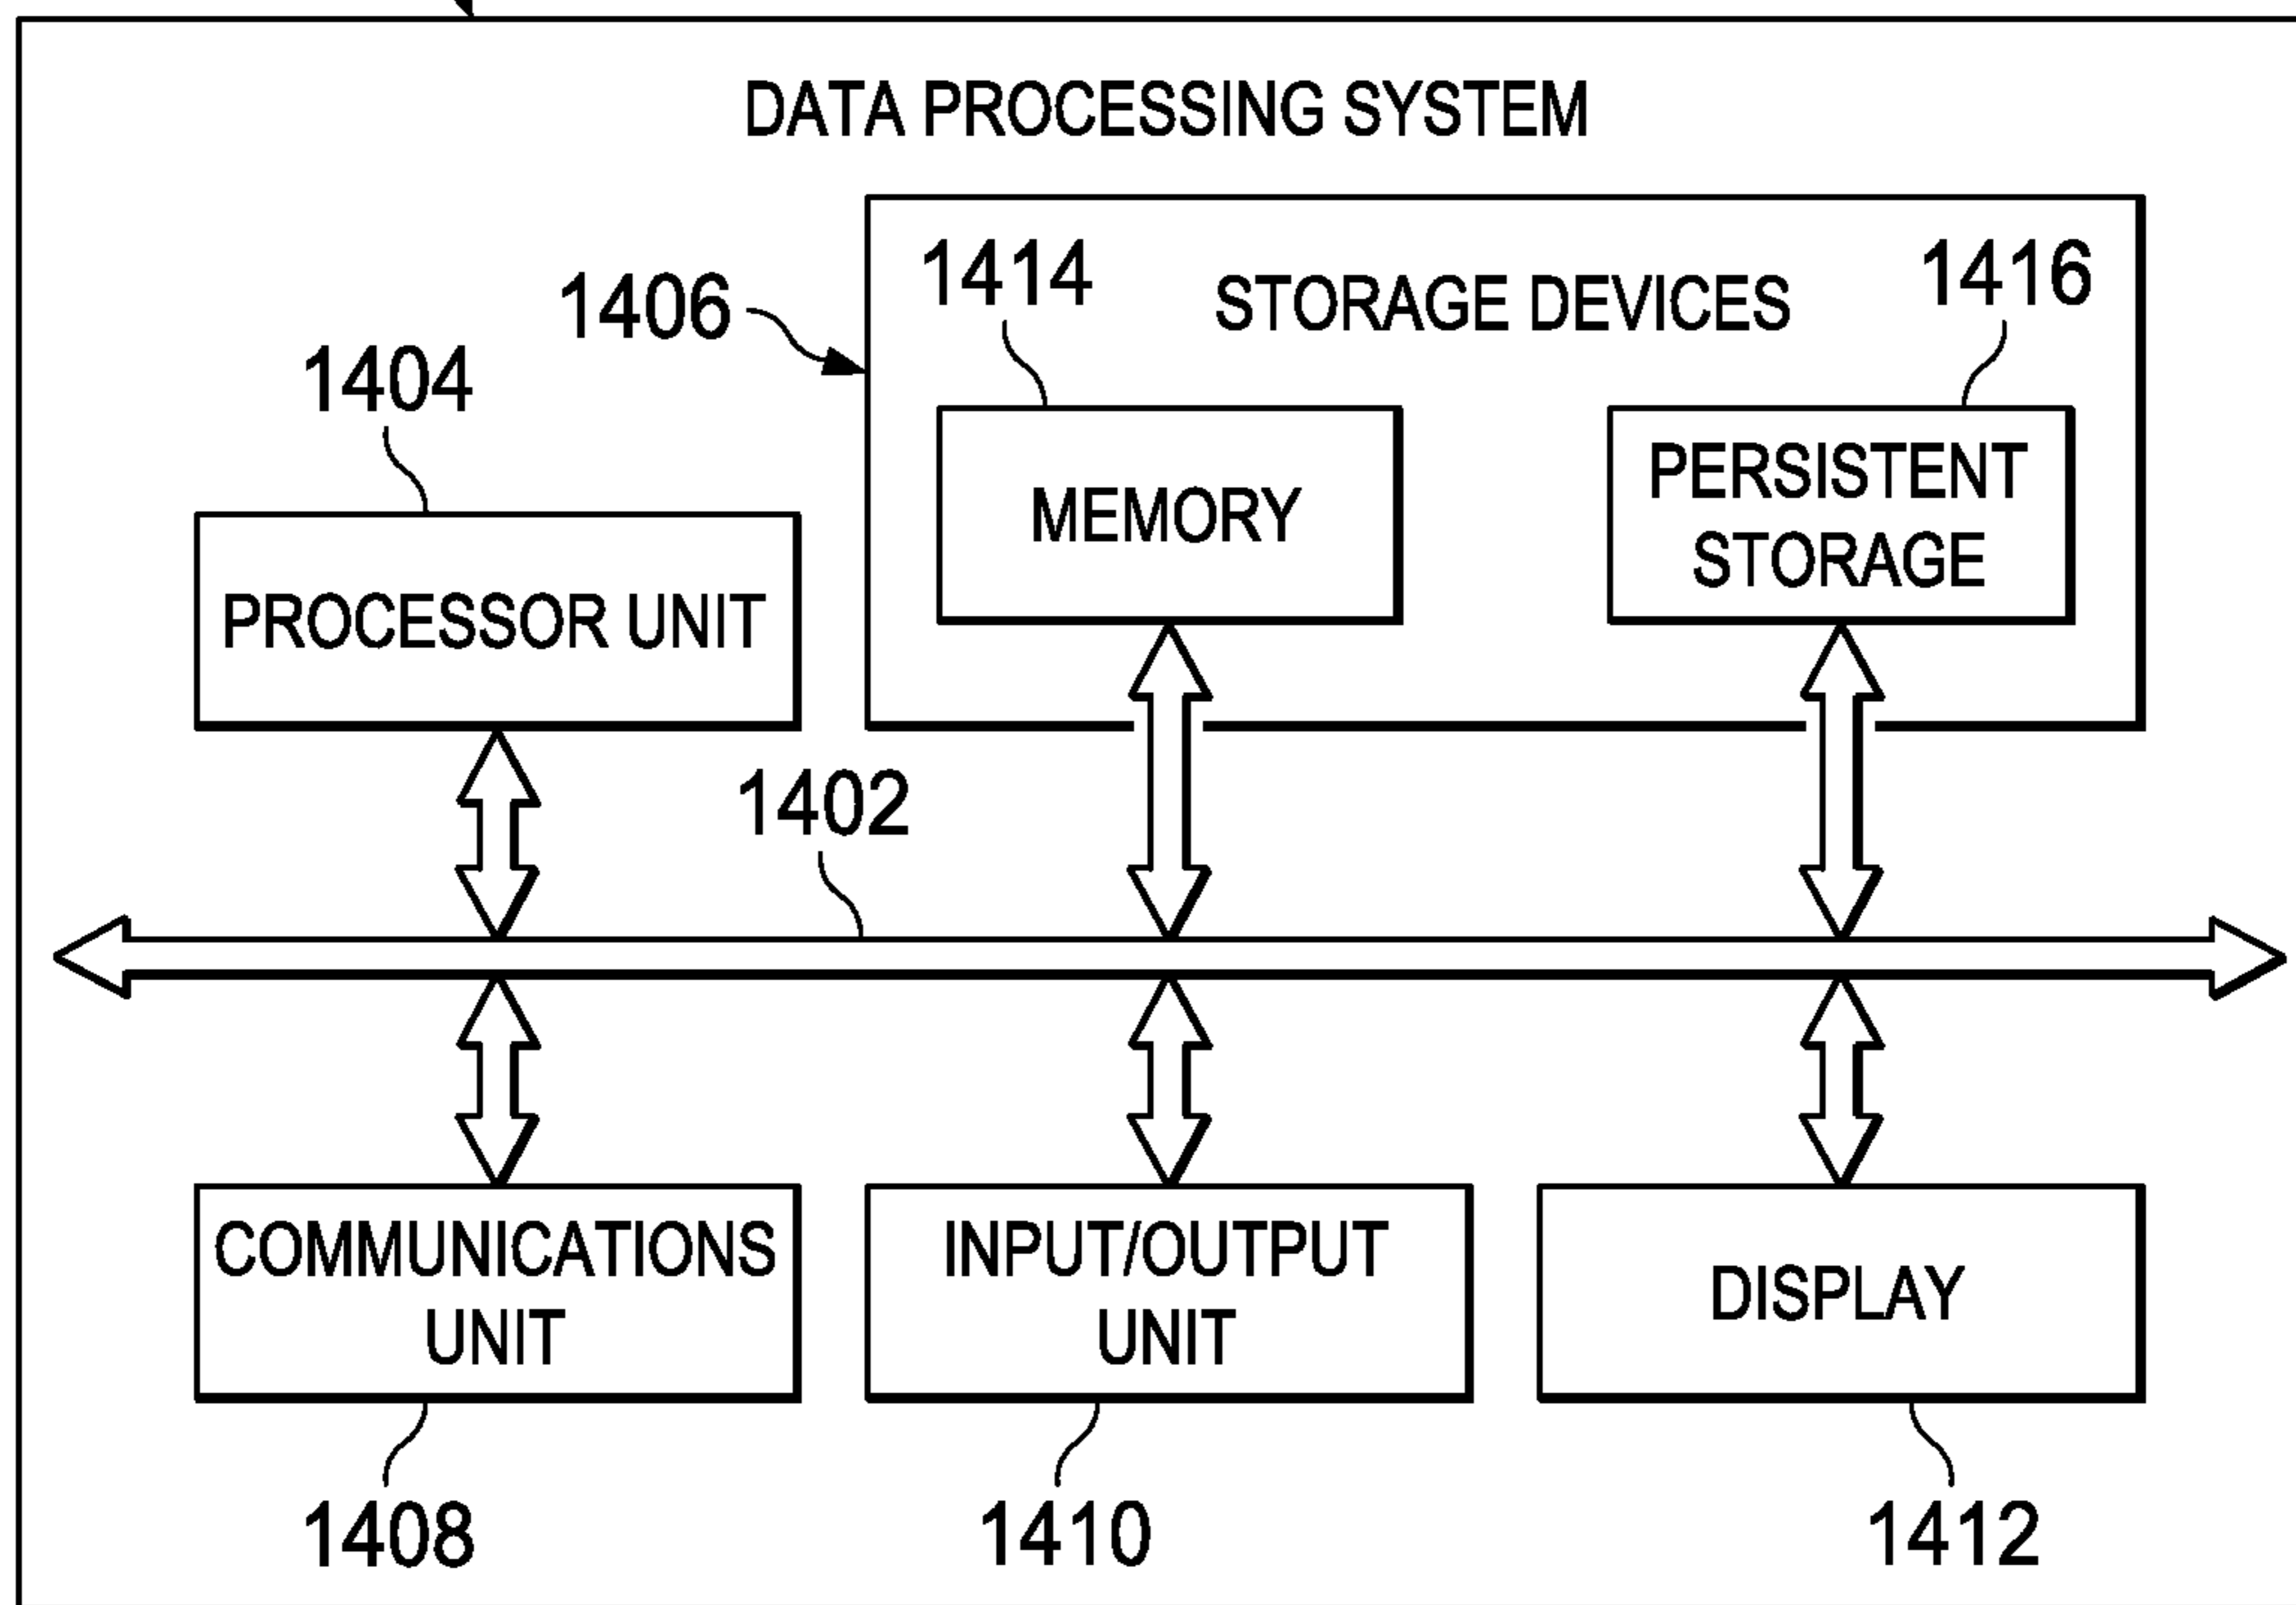 DATA PROCESSING SYSTEM
1406
1414
STORAGE DEVICES
1416
1404
MEMORY
PERSISTENT
STORAGE
PROCESSOR UNIT
1402
COMMUNICATIONS
UNIT
INPUT/OUTPUT
UNIT
DISPLAY
1408
1410
1412